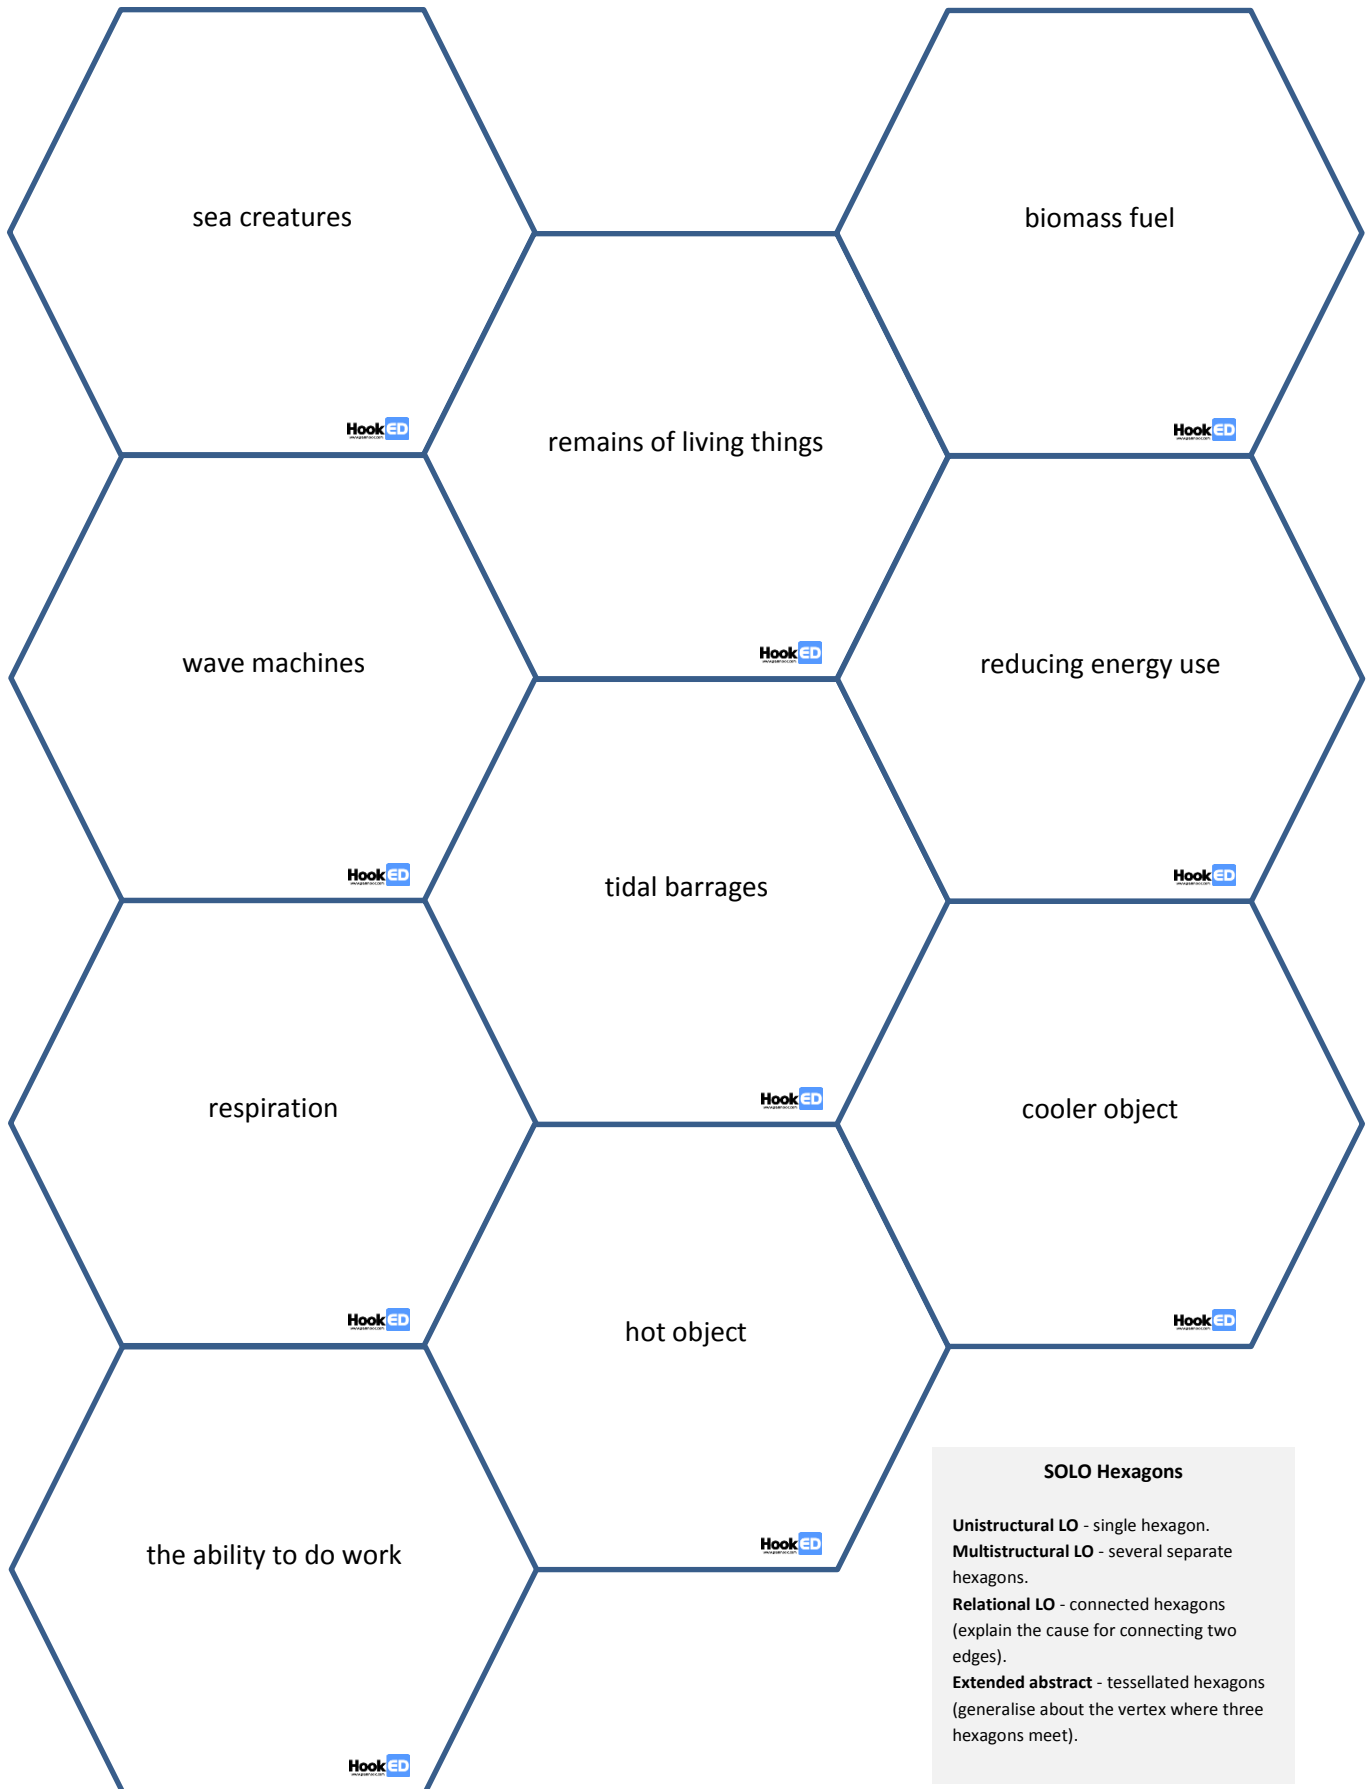 sea creatures
biomass fuel
HookED
HookED
remains of living things
HookED
wave machines
reducing energy use
HookED
HookED
tidal barrages
HookED
respiration
cooler object
HookED
HookED
hot object
HookED
the ability to do work
HookED
SOLO Hexagons
Unistructural LO - single hexagon.
Multistructural LO - several separate
hexagons.
Relational LO - connected hexagons
(explain the cause for connecting two
edges).
Extended abstract - tessellated hexagons
(generalise about the vertex where three
hexagons meet).